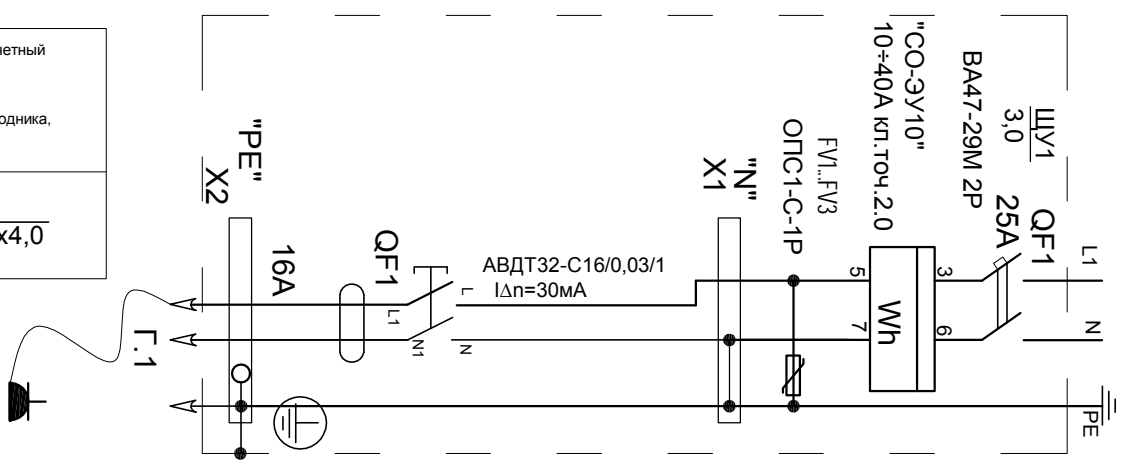 четный
одника,
х4,0
ЩУ1
3,0
ВА47-29М 2Р
QF1
25А
L1
N
PE
"СО-ЭУ10"
10÷40А кл.точ.2.0
3
6
Wh
5
7
FV1..FV3
ОПС1-С-1Р
"N"
X1
АВДТ32-С16/0,03/1
I∆n=30мА
L
N
L1
N1
QF1
16А
"PE"
X2
Г.1